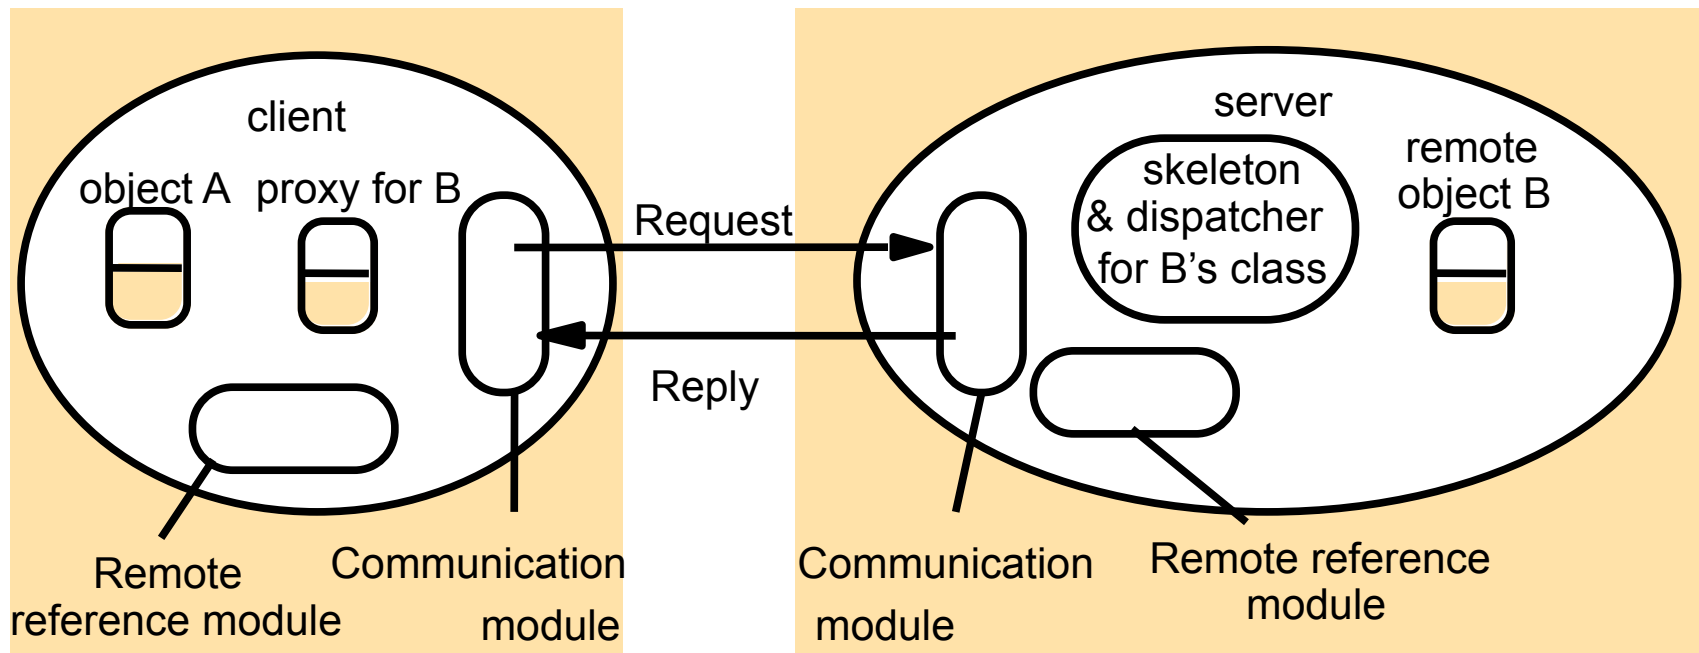 client
object A
proxy for B
Request
Reply
Remote
reference module
Communication
module
server
skeleton
& dispatcher
for B’s class
remote
object B
Communication
module
Remote reference
module